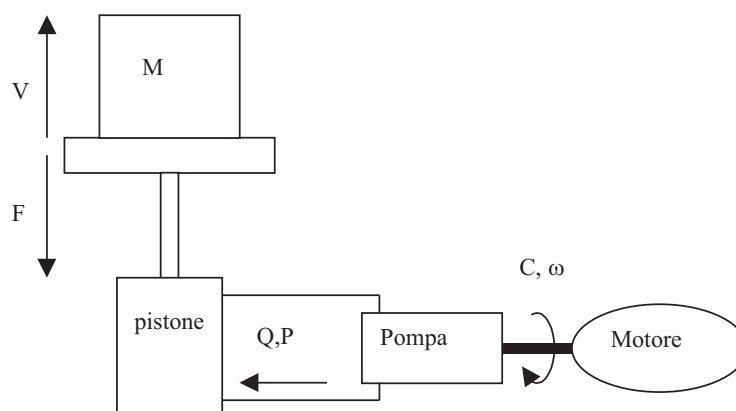 M
V
F
C, ω
pistone
Q,P
Pompa
Motore